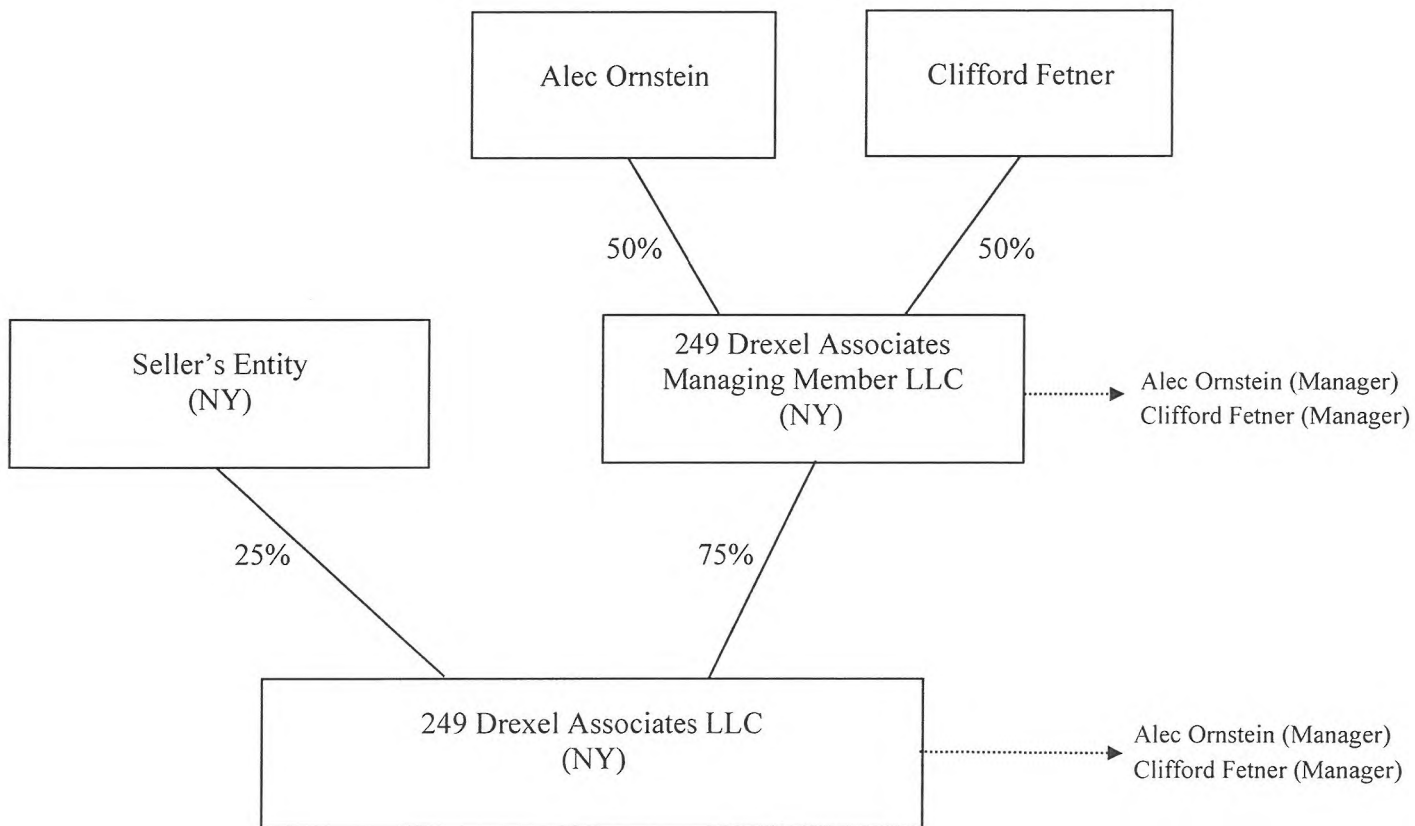 Alec Ornstein
Clifford Fetner
50%
50%
Seller's Entity
(NY)
249 Drexel Associates
Managing Member LLC
(NY)
Alec Ornstein (Manager)
Clifford Fetner (Manager)
25%
75%
249 Drexel Associates LLC
(NY)
Alec Ornstein (Manager)
Clifford Fetner (Manager)